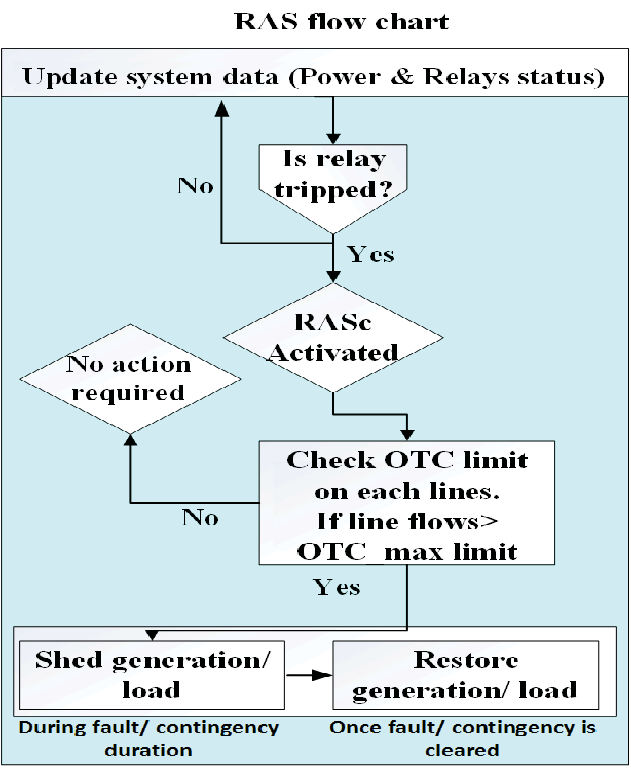 RAS flow chart
Update system data (Power & Relays status)
Is relay
tripped?
No
Yes
RASc
Activated
No action
required
Check OTC limit
on each lines.
If line flows>
OTC_max limit
No
Yes
Shed generation/
load
Restore
generation/ load
During fault/ contingency
duration
Once fault/ contingency is
cleared